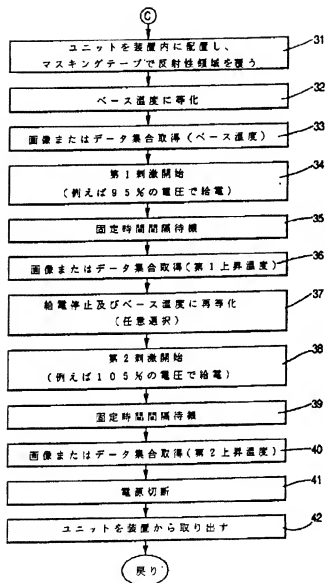 C
ユニットを装置内に配置し、
マスキングテープで反射性領域を覆う
31
ベース温度に等化
32
画像またはデータ集合取得(ベース温度)
33
第1刺激開始
(例えば95%の電圧で給電)
34
固定時間間隔待機
35
画像またはデータ集合取得(第1上昇温度)
36
給電停止及びベース温度に再等化
(任意選択)
37
第2刺激開始
(例えば105%の電圧で給電)
38
固定時間間隔待機
39
画像またはデータ集合取得(第2上昇温度)
40
電源切断
41
ユニットを装置から取り出す
42
戻り